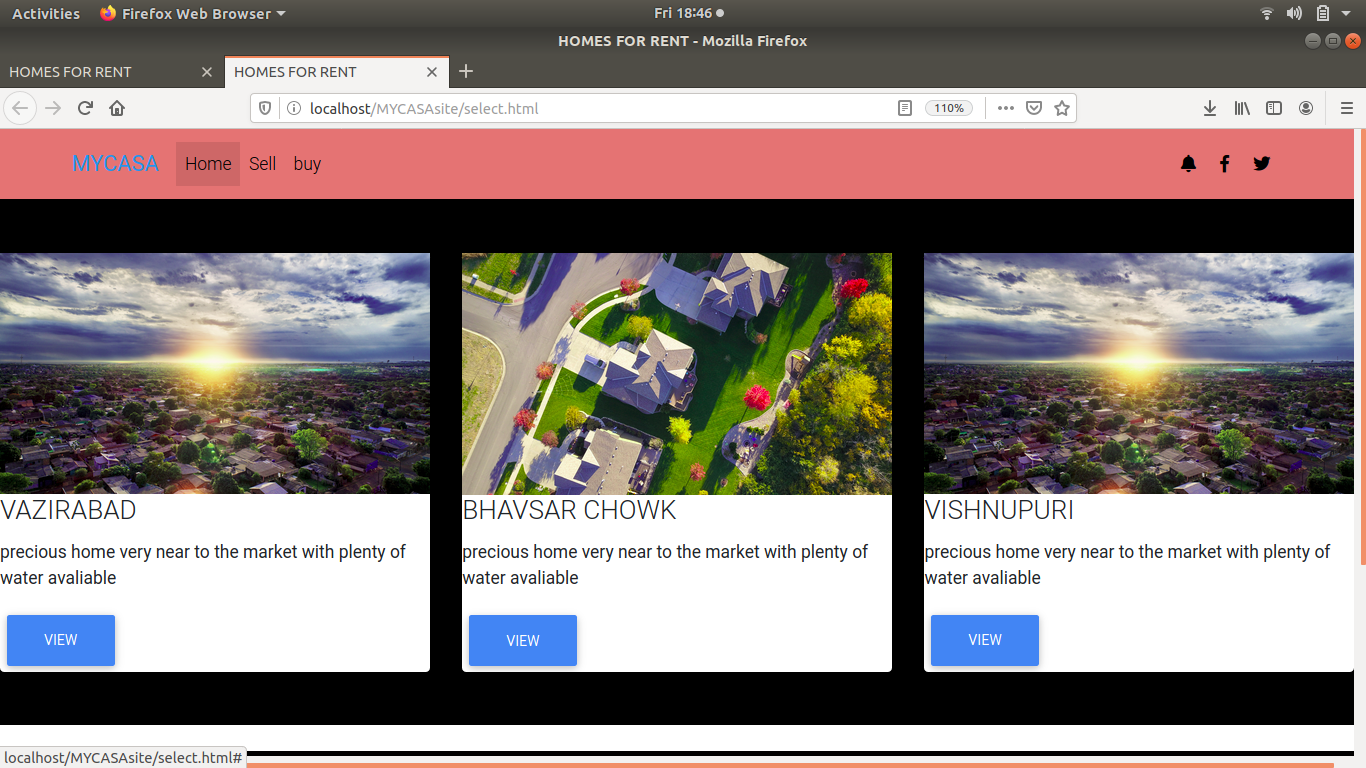 Activities Firefox Web Browser Fri 18:46
HOMES FOR RENT - Mozilla Firefox
HOMES FOR RENT HOMES FOR RENT
localhost/MYCASAsite/select.html 110%
MYCASA Home Sell buy
VAZIRABAD
precious home very near to the market with plenty of
water avaliable
VIEW
BHAVSAR CHOWK
precious home very near to the market with plenty of
water avaliable
VIEW
VISHNUPURI
precious home very near to the market with plenty of
water avaliable
VIEW
localhost/MYCASAsite/select.html#